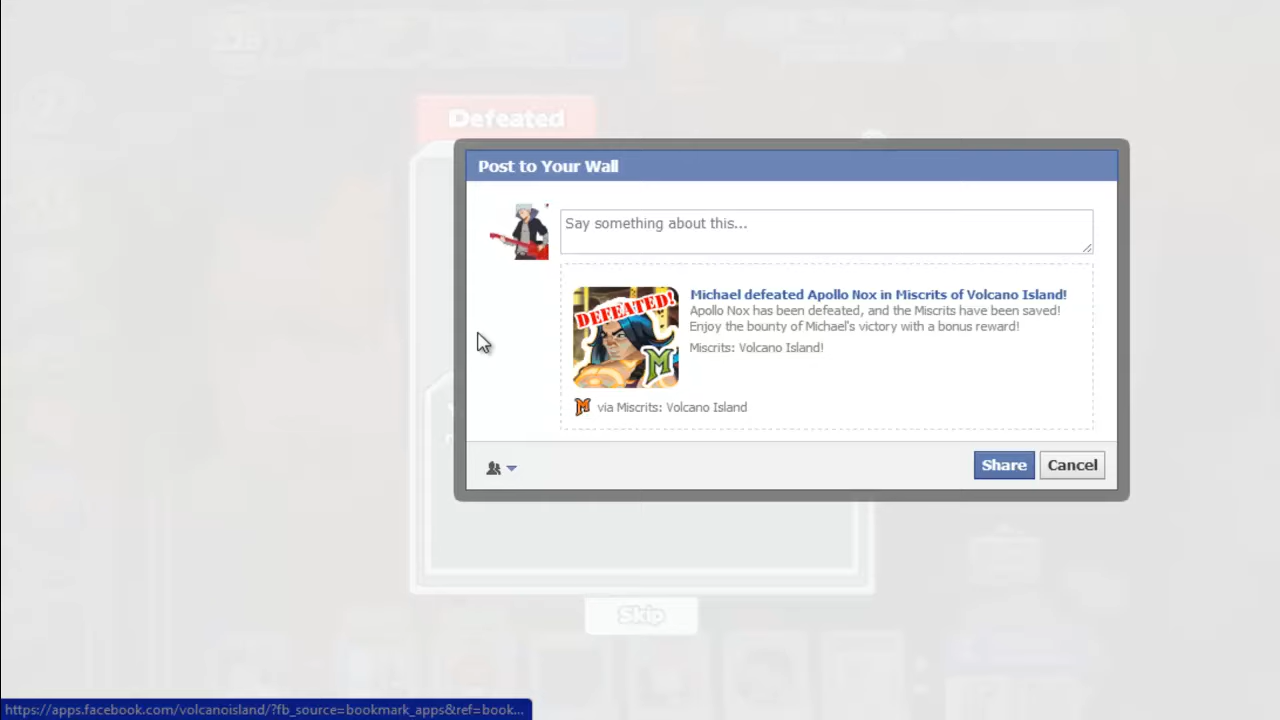 Defeated
Post to Your Wall
Say something about this...
DEFEATED!
M
Michael defeated Apollo Nox in Miscrits of Volcano Island!
Apollo Nox has been defeated, and the Miscrits have been saved!
Enjoy the bounty of Michael's victory with a bonus reward!
Miscrits: Volcano Island!
M via Miscrits: Volcano Island
Share Cancel
Skip
https://apps.facebook.com/volcanoisland/?fb_source=bookmark_apps&ref=book...